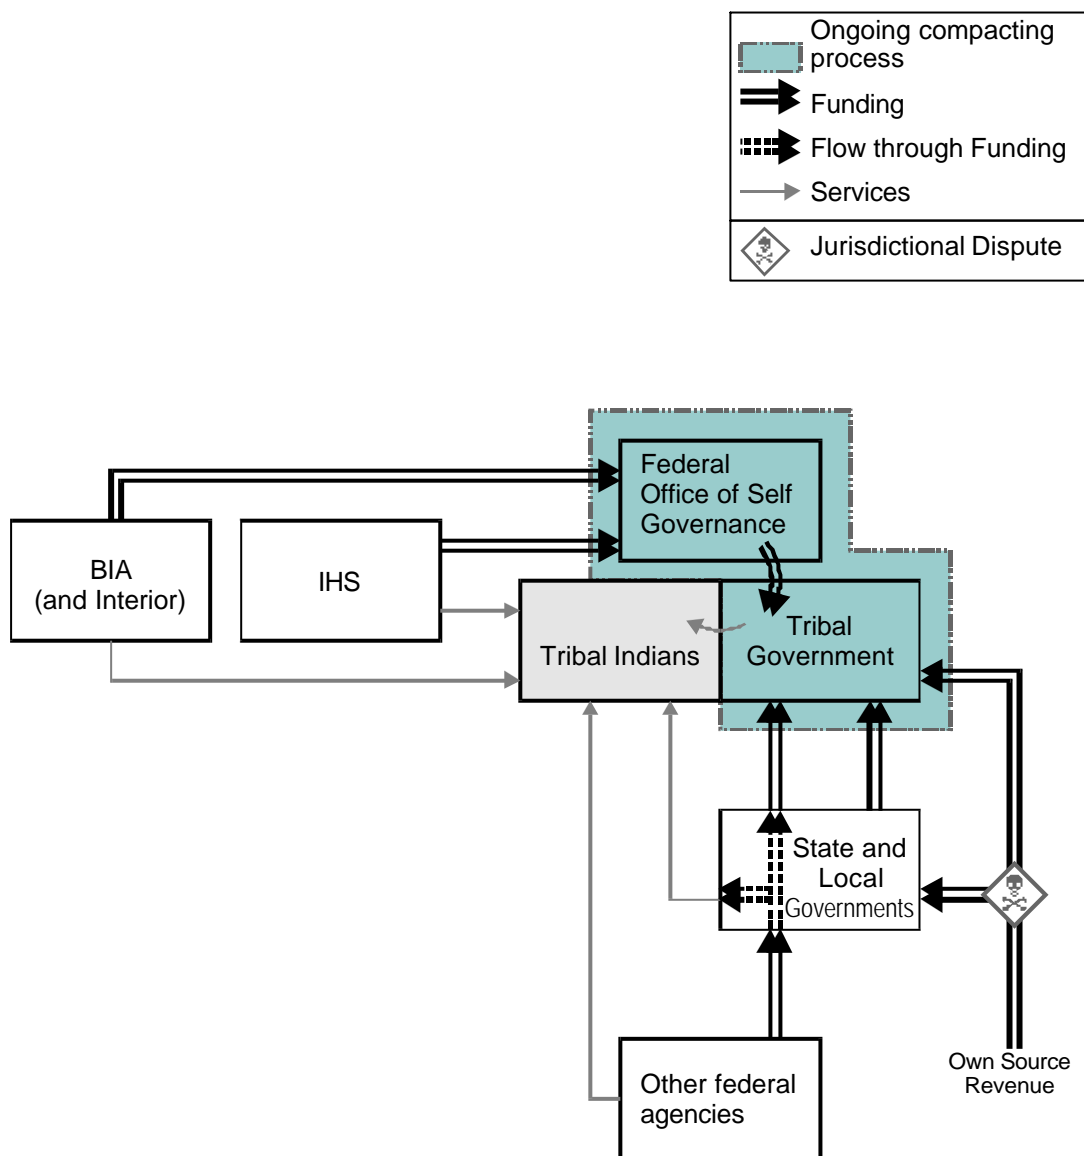 Ongoing compacting
process
Funding
Flow through Funding
Services
Jurisdictional Dispute
Federal
Office of Self
Governance
BIA
(and Interior)
IHS
Tribal Indians
Tribal
Government
State and
Local
Governments
Own Source
Revenue
Other federal
agencies